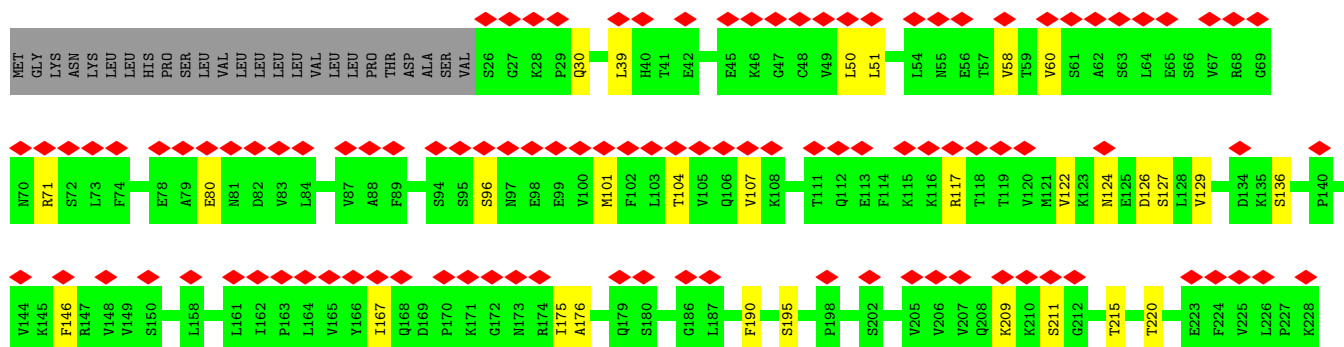 MET GLY LYS ASN LYS LEU LEU HIS PRO SER LEU VAL LEU LEU LEU LEU VAL LEU LEU PRO THR ASP ALA SER VAL S26 G27 K28 P29 Q30 L39 H40 T41 E42 E45 K46 G47 C48 V49 L50 L51 L54 N55 E56 T57 V58 T59 V60 S61 A62 S63 L64 E65 S66 V67 R68 G69
N70 R71 S72 L73 F74 E78 A79 E80 N81 D82 V83 L84 V87 A88 F89 S94 S95 S96 N97 E98 E99 V100 M101 F102 L103 T104 V105 Q106 V107 K108 T111 Q112 E113 F114 K115 K116 R117 T118 T119 V120 M121 V122 K123 N124 E125 D126 S127 L128 V129 D134 K135 S136 P140
V144 K145 F146 R147 V148 V149 S150 L158 L161 I162 P163 L164 V165 Y166 I167 Q168 D169 P170 K171 G172 N173 R174 I175 A176 Q179 S180 G186 L187 F190 S195 P198 S202 V205 V206 V207 Q208 K209 K210 S211 G212 T215 T220 E223 F224 V225 L226 P227 K228